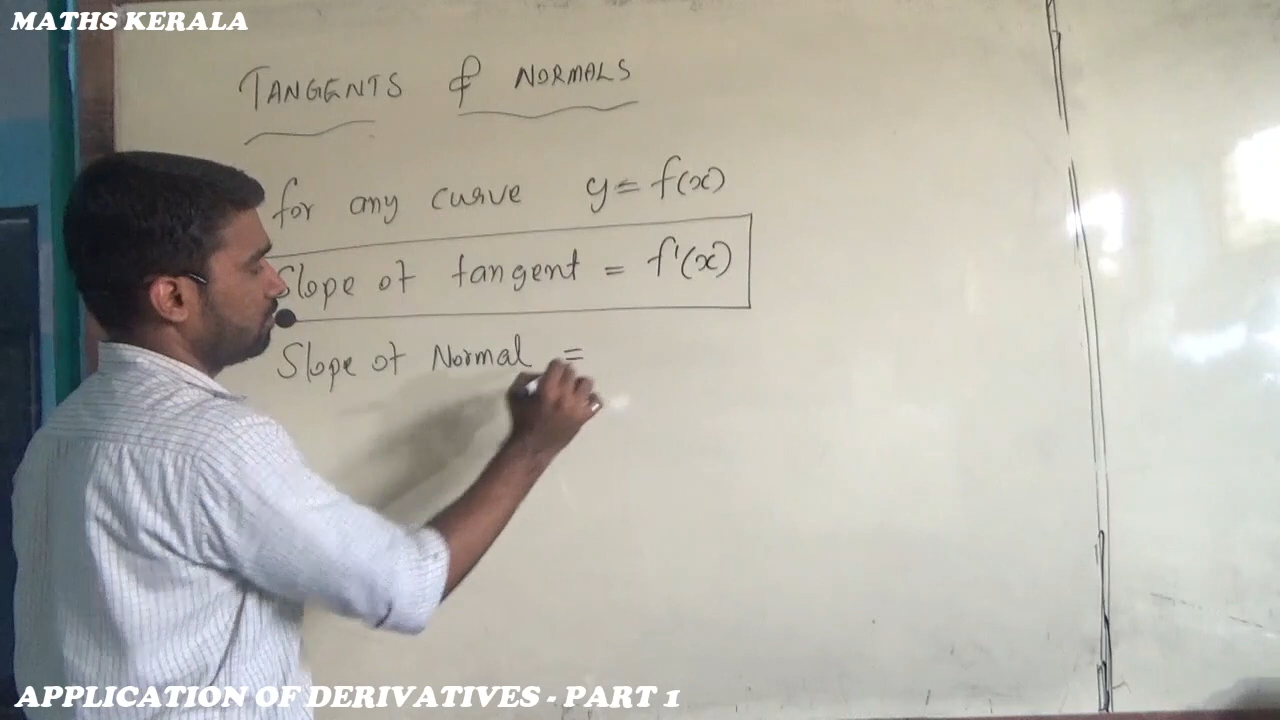 MATHS KERALA
TANGENTS & NORMALS
for any curve y = f(x)
Slope of tangent = f'(x)
Slope of Normal =
APPLICATION OF DERIVATIVES - PART 1